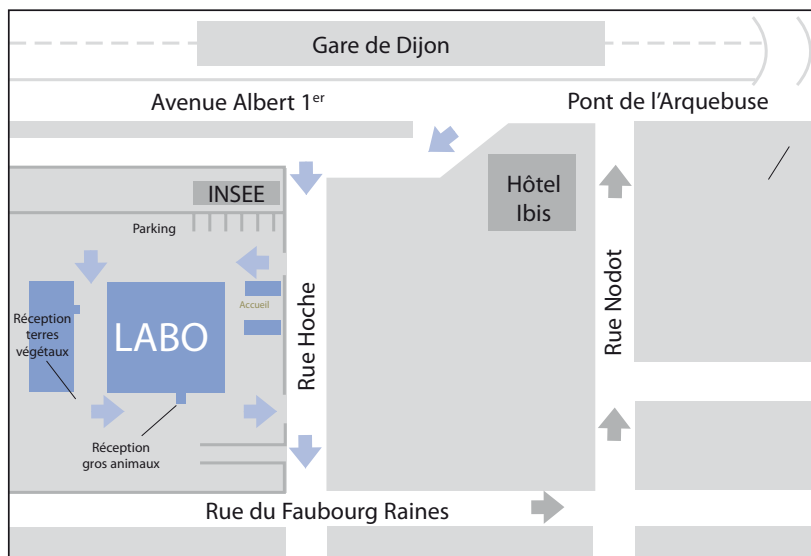 Gare de Dijon
Avenue Albert 1er
Pont de l'Arquebuse
INSEE
Hôtel
Ibis
Parking
Accueil
Réception
terres
végétaux
LABO
Rue Hoche
Rue Nodot
Réception
gros animaux
Rue du Faubourg Raines